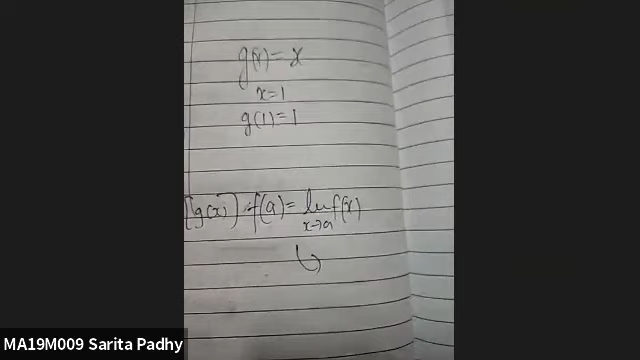 g(x) = x
x=1
g(1)=1
[g(x)] f(a) = lim f(x)
x→a
MA19M009 Sarita Padhy